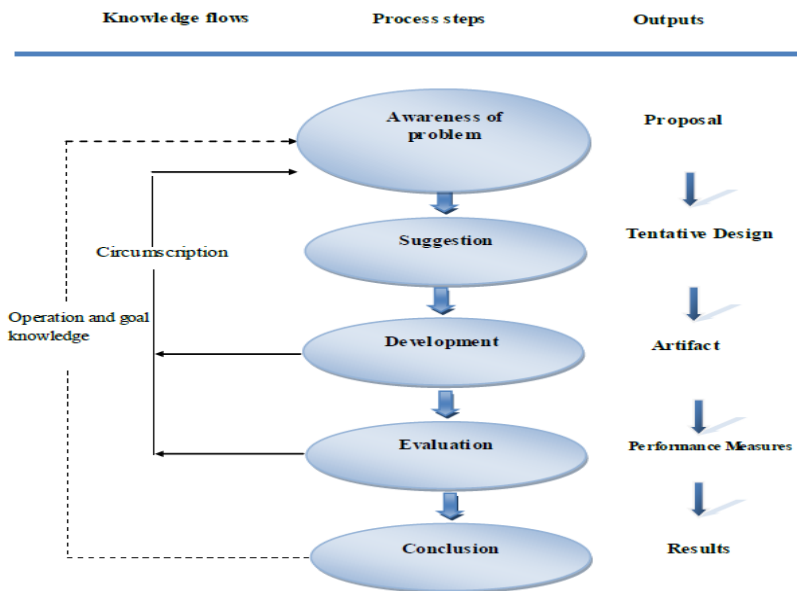 Knowledge flows
Process steps
Outputs
Awareness of
problem
Proposal
Suggestion
Tentative Design
Circumscription
Operation and goal
knowledge
Development
Artifact
Evaluation
Performance Measures
Conclusion
Results